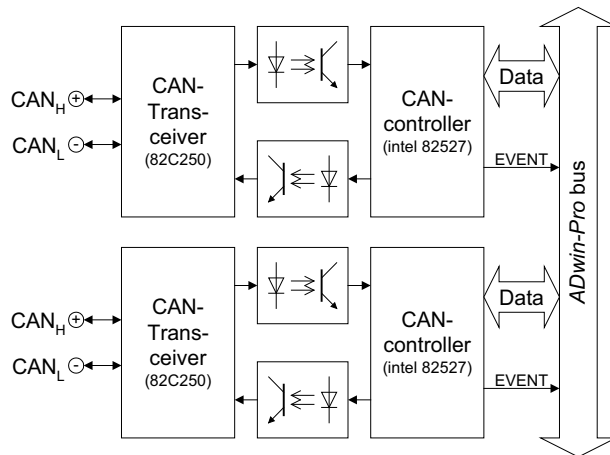 CAN-
Trans-
ceiver
(82C250)
CANH +
CANL -
CAN-
controller
(intel 82527)
Data
EVENT
CAN-
Trans-
ceiver
(82C250)
CANH +
CANL -
CAN-
controller
(intel 82527)
Data
EVENT
ADwin-Pro bus